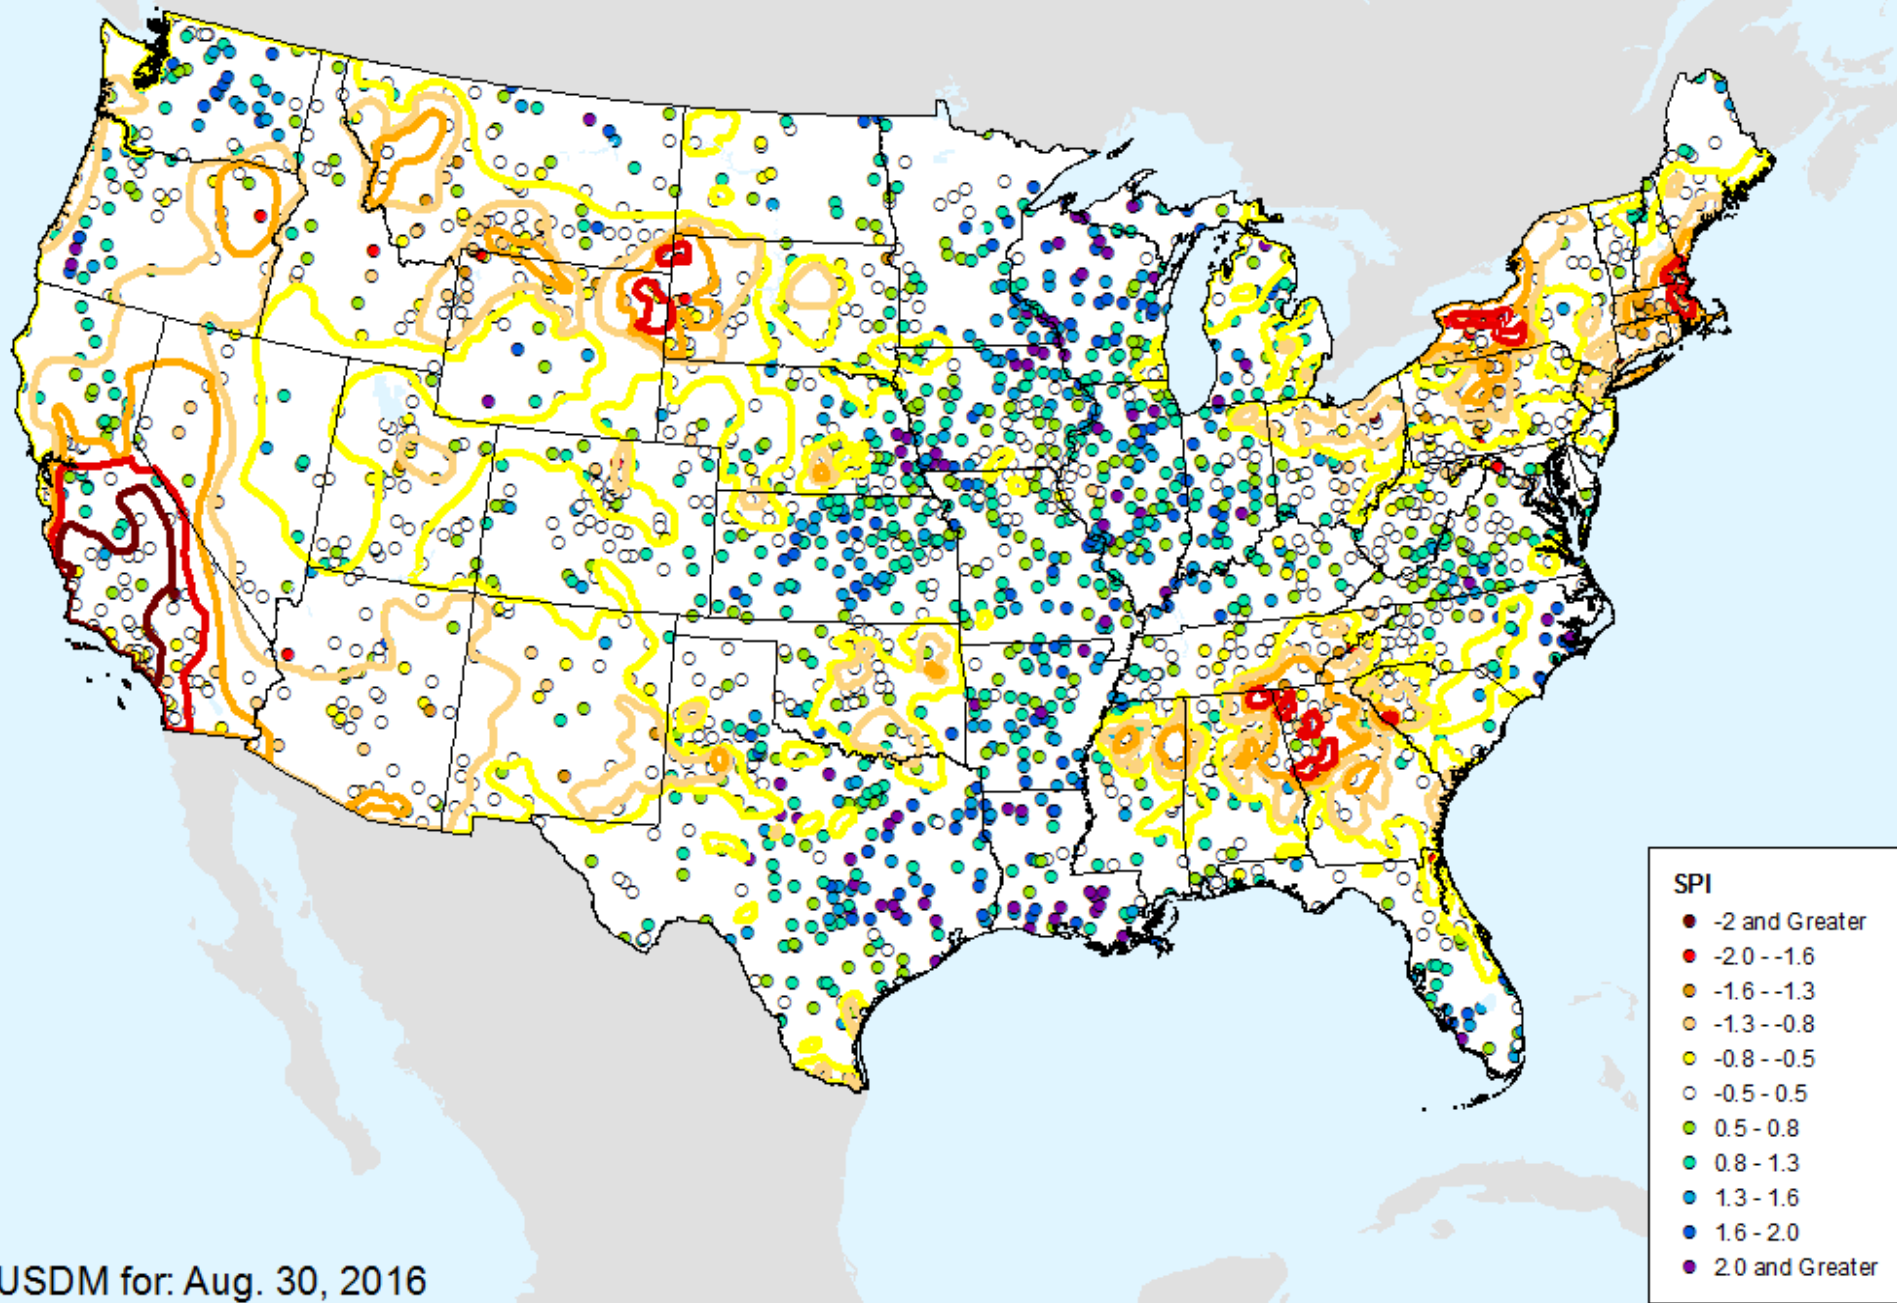 SPI
-2 and Greater
-2.0 - -1.6
-1.6 - -1.3
-1.3 - -0.8
-0.8 - -0.5
-0.5 - 0.5
0.5 - 0.8
0.8 - 1.3
1.3 - 1.6
1.6 - 2.0
2.0 and Greater
USDM for: Aug. 30, 2016